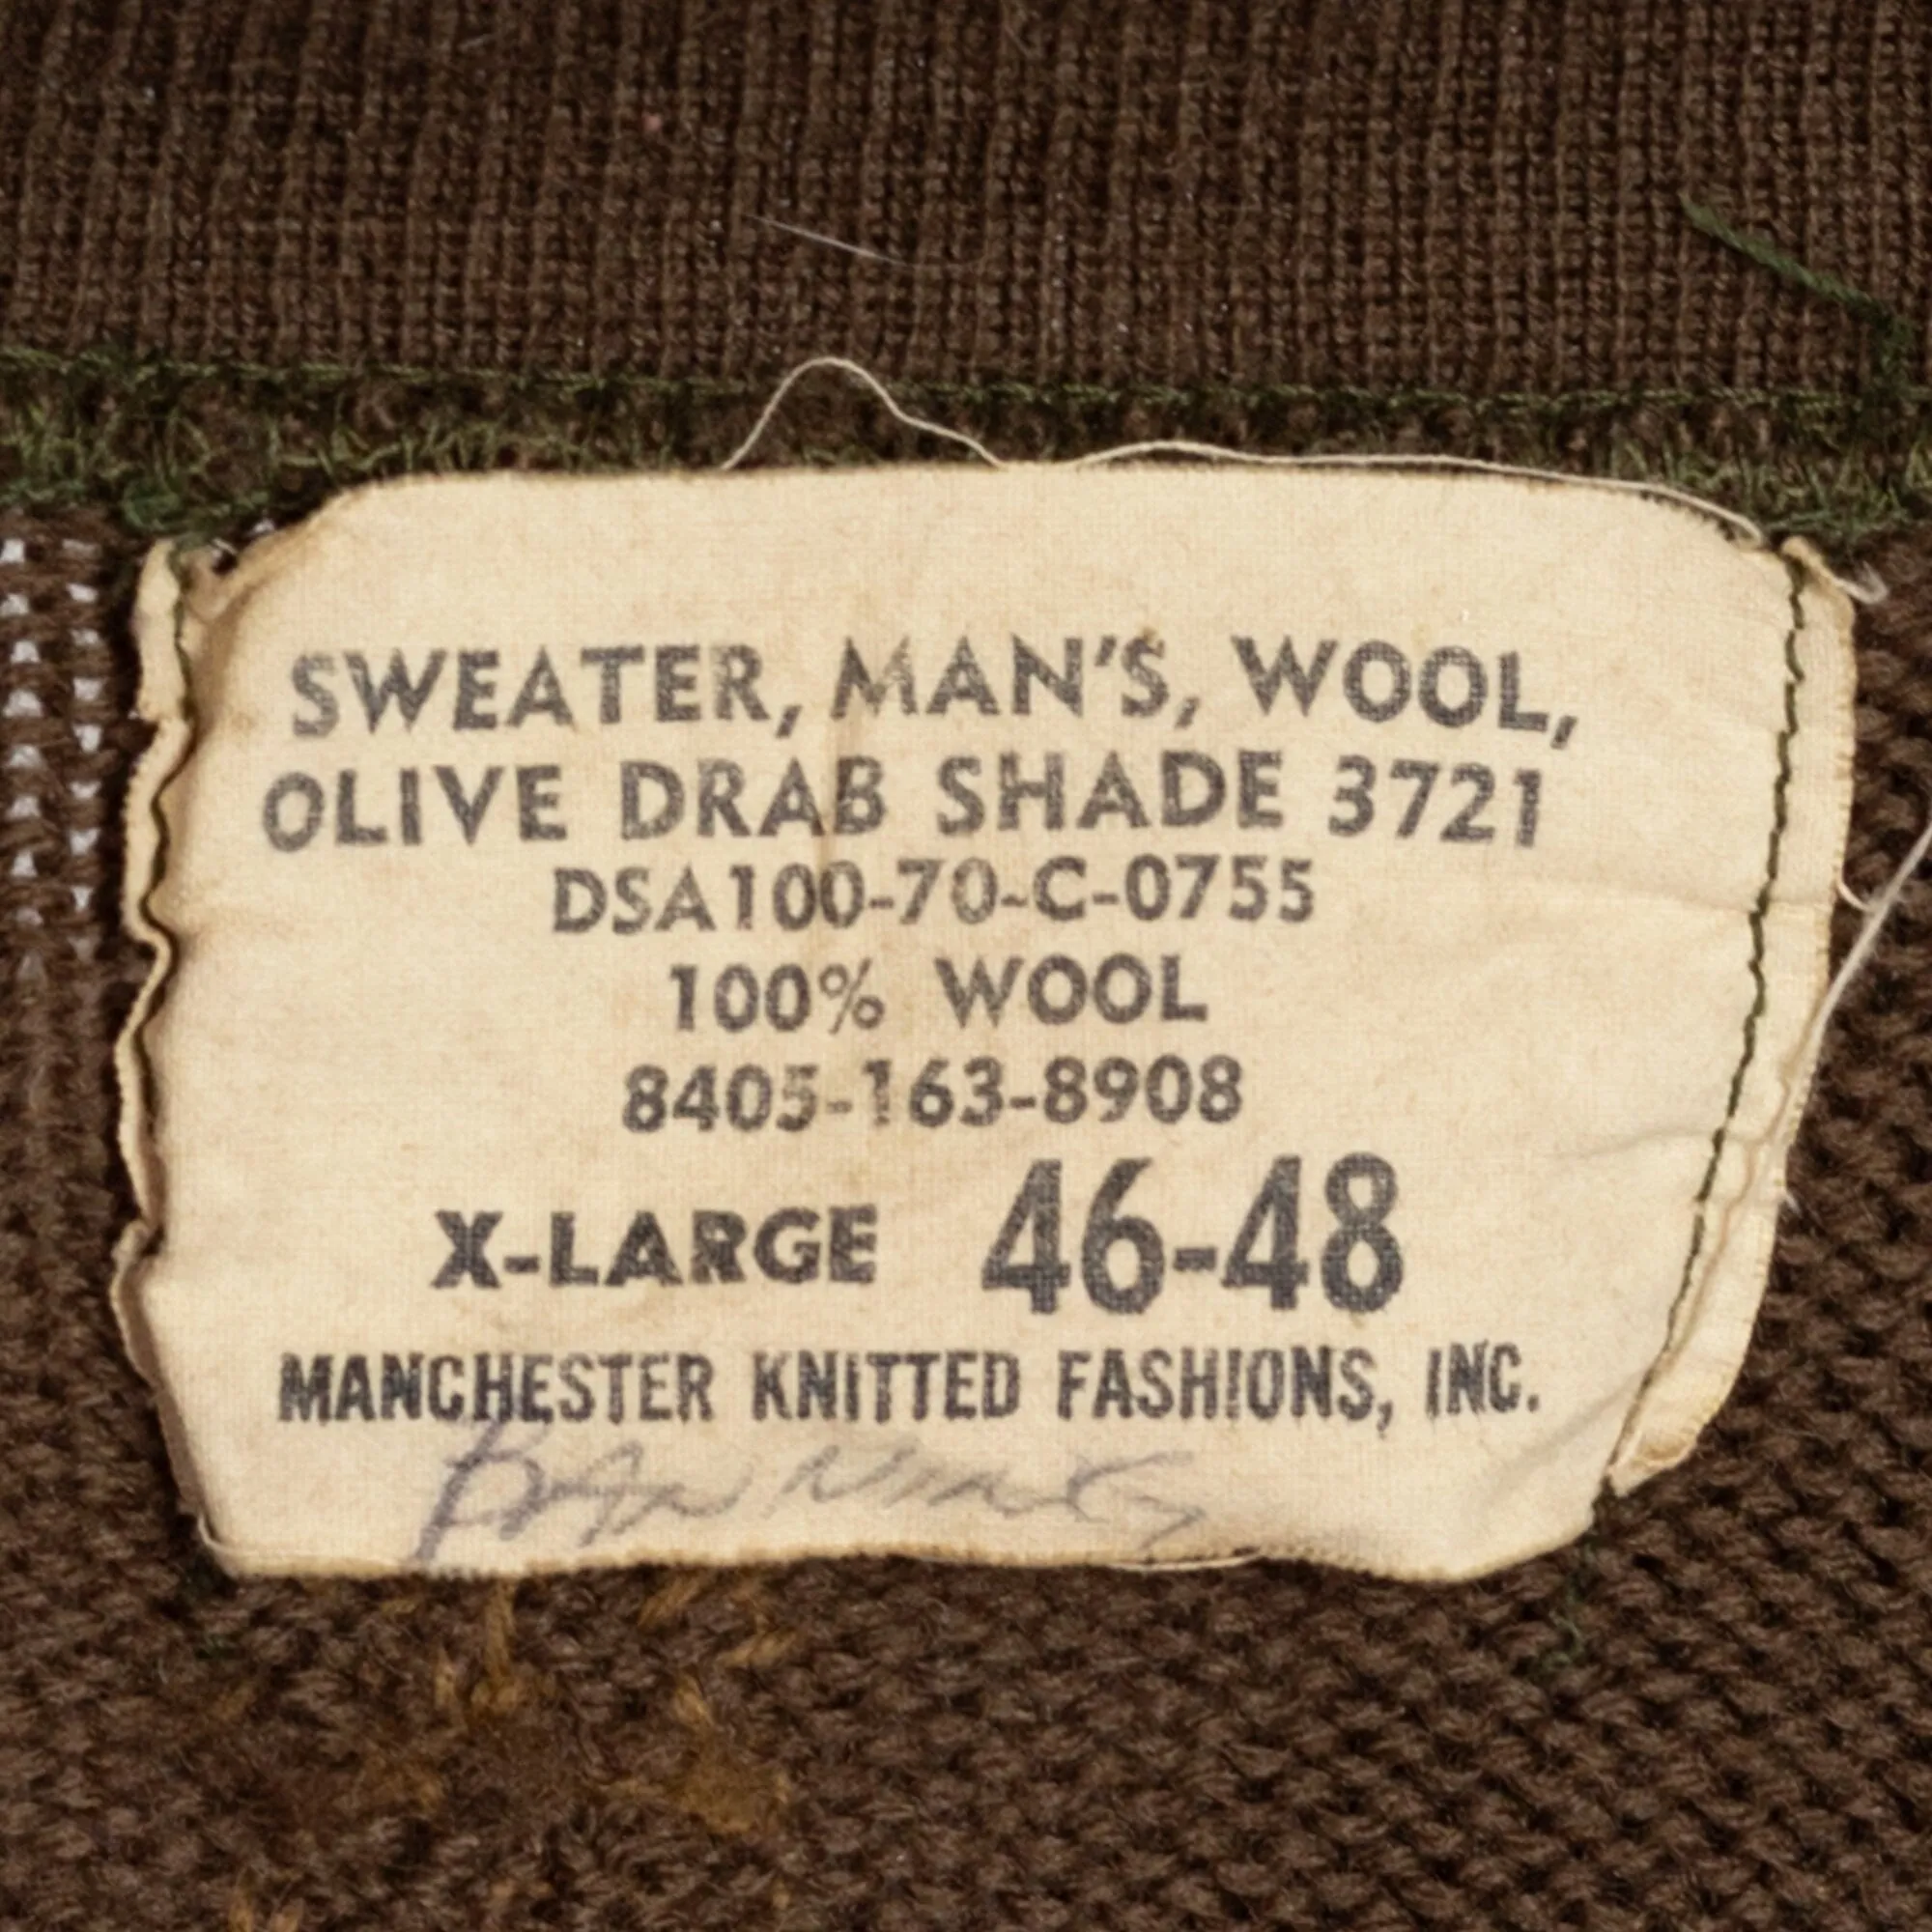 SWEATER, MAN'S, WOOL,
OLIVE DRAB SHADE 3721
DSA100-70-C-0755
100% WOOL
8405-163-8908
X-LARGE 46-48
MANCHESTER KNITTED FASHIONS, INC.